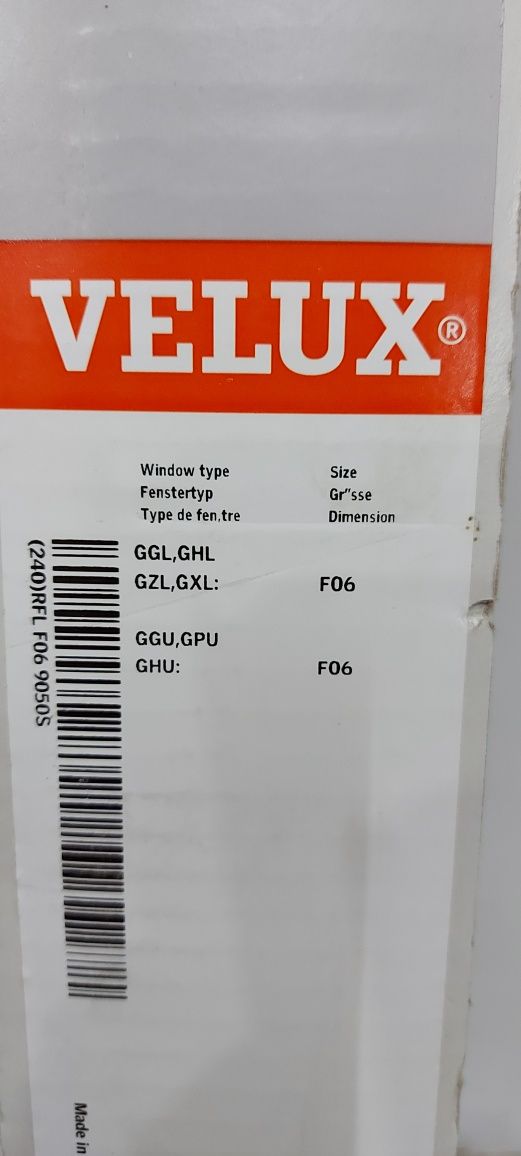 VELUX®
Window type Size
Fenstertyp Gr"sse
Type de fen,tre Dimension
GGL,GHL
GZL,GXL: F06
GGU,GPU
GHU: F06
(240)RFL F06 9050S
Made in